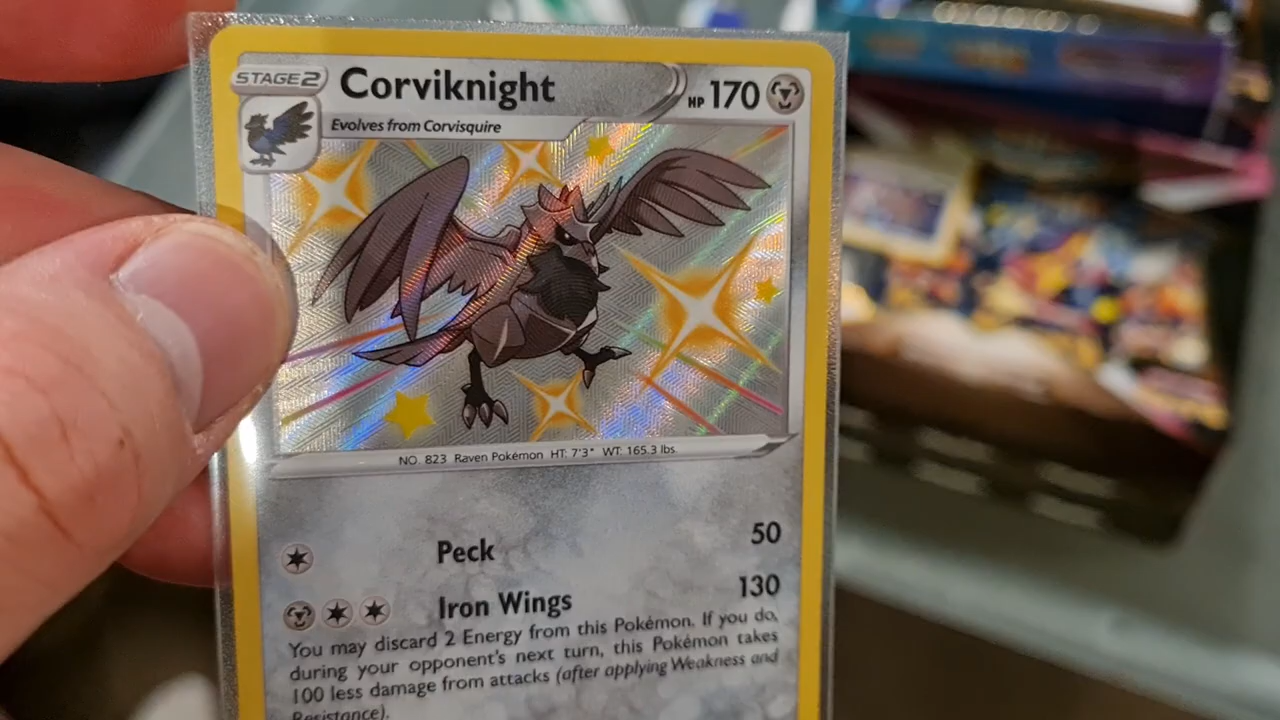 STAGE2 Corviknight HP 170
Evolves from Corvisquire
NO. 823 Raven Pokémon HT: 7'3" WT: 165.3 lbs.
Peck 50
Iron Wings 130
You may discard 2 Energy from this Pokémon. If you do,
during your opponent's next turn, this Pokémon takes
100 less damage from attacks (after applying Weakness and
Resistance).